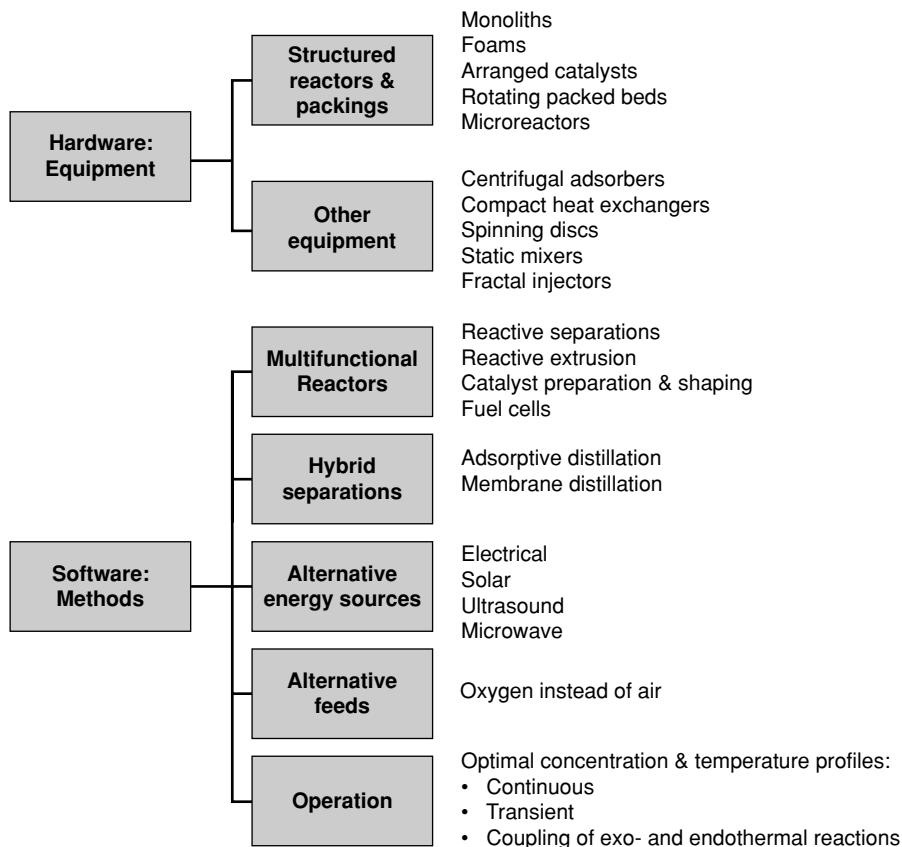 Hardware:
Equipment
Structured
reactors &
packings
Monoliths
Foams
Arranged catalysts
Rotating packed beds
Microreactors
Other
equipment
Centrifugal adsorbers
Compact heat exchangers
Spinning discs
Static mixers
Fractal injectors
Software:
Methods
Multifunctional
Reactors
Reactive separations
Reactive extrusion
Catalyst preparation & shaping
Fuel cells
Hybrid
separations
Adsorptive distillation
Membrane distillation
Alternative
energy sources
Electrical
Solar
Ultrasound
Microwave
Alternative
feeds
Oxygen instead of air
Operation
Optimal concentration & temperature profiles:
• Continuous
• Transient
• Coupling of exo- and endothermal reactions